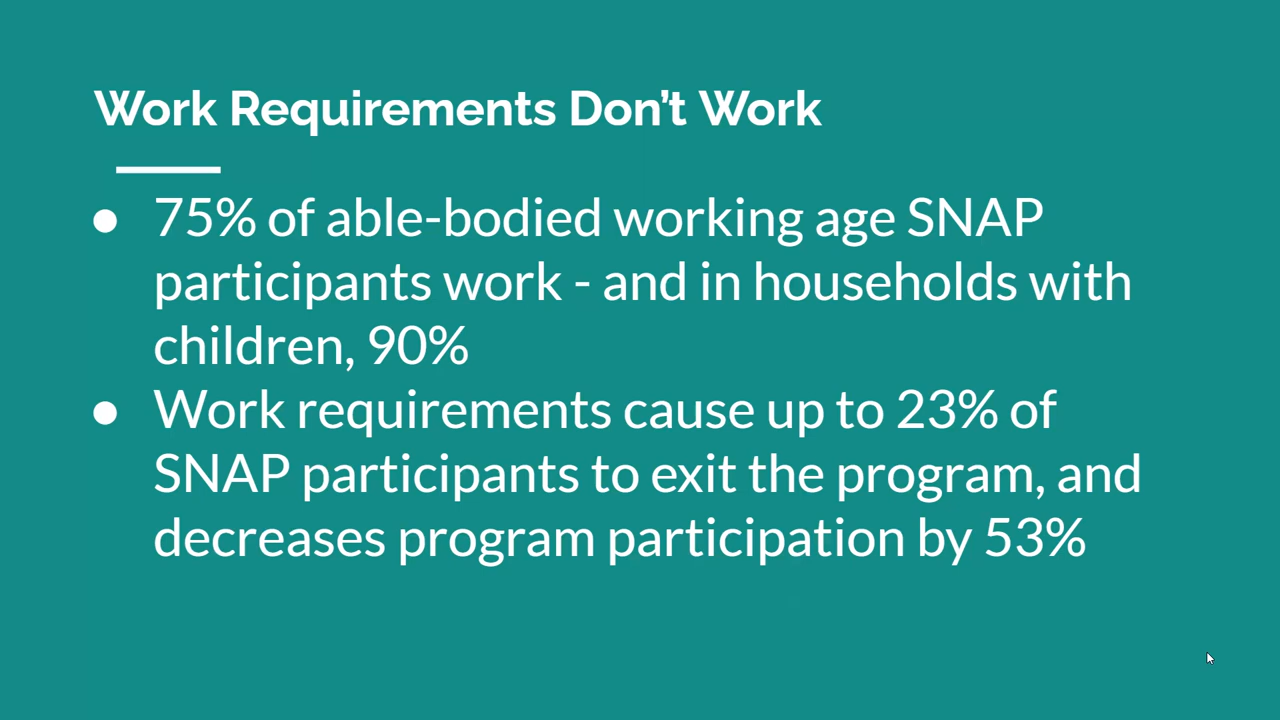 Work Requirements Don’t Work
● 75% of able-bodied working age SNAP
participants work - and in households with
children, 90%
● Work requirements cause up to 23% of
SNAP participants to exit the program, and
decreases program participation by 53%